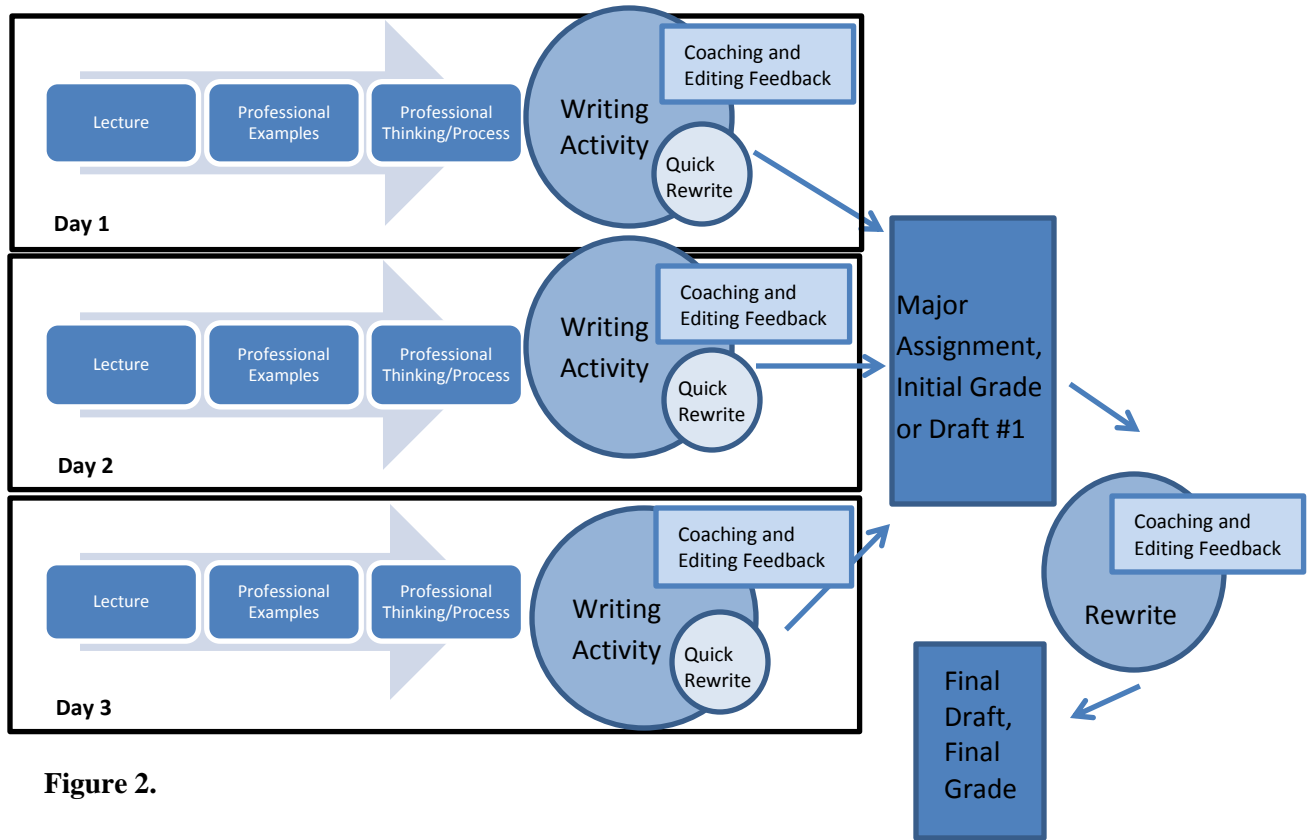 Lecture
Professional
Examples
Professional
Thinking/Process
Writing
Activity
Coaching and
Editing Feedback
Quick
Rewrite
Day 1
Lecture
Professional
Examples
Professional
Thinking/Process
Writing
Activity
Coaching and
Editing Feedback
Quick
Rewrite
Day 2
Lecture
Professional
Examples
Professional
Thinking/Process
Writing
Activity
Coaching and
Editing Feedback
Quick
Rewrite
Day 3
Major
Assignment,
Initial Grade
or Draft #1
Coaching and
Editing Feedback
Rewrite
Final
Draft,
Final
Grade
Figure 2.